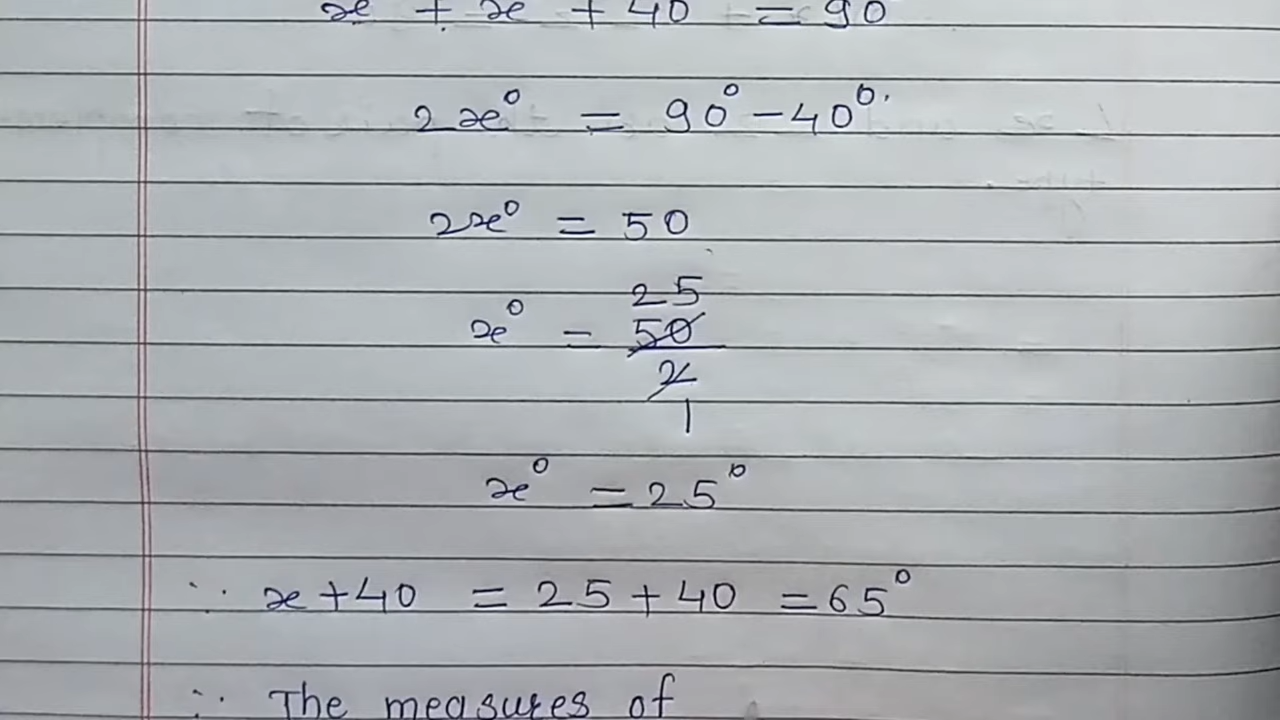 x + x + 40 = 90
2x° = 90° - 40°.
2x° = 50
25
x° = 50
2
1
x° = 25°
∴ x + 40 = 25 + 40 = 65°
∴ The measures of